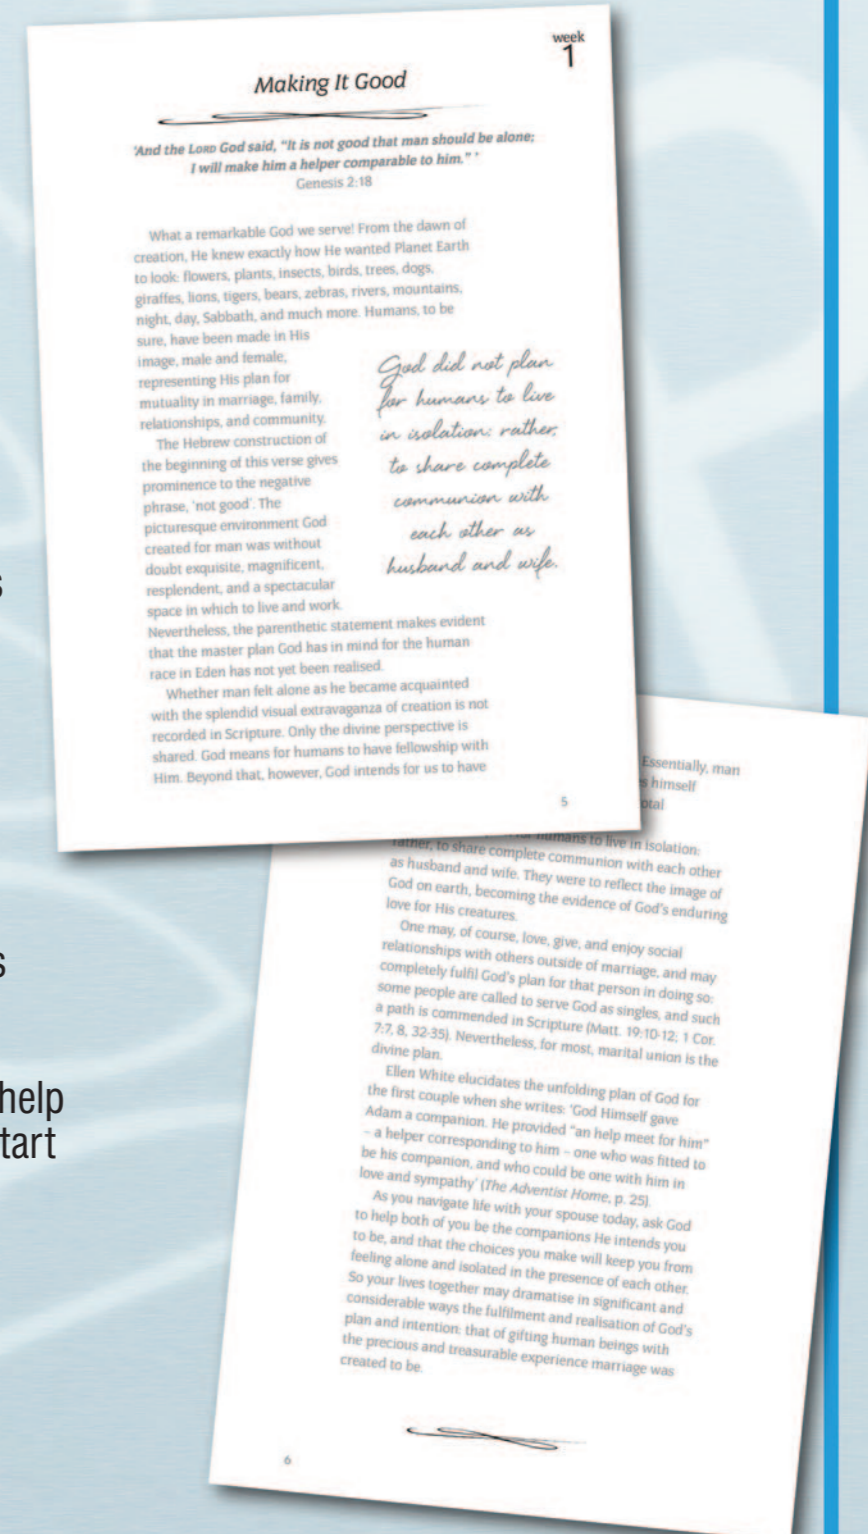 week
1
Making It Good
'And the LORD God said, "It is not good that man should be alone;
I will make him a helper comparable to him." '
Genesis 2:18
What a remarkable God we serve! From the dawn of
creation, He knew exactly how He wanted Planet Earth
to look: flowers, plants, insects, birds, trees, dogs,
giraffes, lions, tigers, bears, zebras, rivers, mountains,
night, day, Sabbath, and much more. Humans, to be
sure, have been made in His
image, male and female,
representing His plan for
mutuality in marriage, family,
relationships, and community.
The Hebrew construction of
the beginning of this verse gives
prominence to the negative
phrase, 'not good'. The
picturesque environment God
created for man was without
doubt exquisite, magnificent,
resplendent, and a spectacular
space in which to live and work.
God did not plan
for humans to live
in isolation: rather,
to share complete
communion with
each other as
husband and wife.
Nevertheless, the parenthetic statement makes evident
that the master plan God has in mind for the human
race in Eden has not yet been realised.
Whether man felt alone as he became acquainted
with the splendid visual extravaganza of creation is not
recorded in Scripture. Only the divine perspective is
shared. God means for humans to have fellowship with
Him. Beyond that, however, God intends for us to have
5
s
s
help
tart
Essentially, man
himself
humans to live in isolation:
rather, to share complete communion with each other
as husband and wife. They were to reflect the image of
God on earth, becoming the evidence of God's enduring
love for His creatures.
One may, of course, love, give, and enjoy social
relationships with others outside of marriage, and may
completely fulfil God's plan for that person in doing so:
some people are called to serve God as singles, and such
a path is commended in Scripture (Matt. 19:10-12; 1 Cor.
7:7, 8, 32-35). Nevertheless, for most, marital union is the
divine plan.
Ellen White elucidates the unfolding plan of God for
the first couple when she writes: 'God Himself gave
Adam a companion. He provided "an help meet for him"
– a helper corresponding to him – one who was fitted to
be his companion, and who could be one with him in
love and sympathy' (The Adventist Home, p. 25).
As you navigate life with your spouse today, ask God
to help both of you be the companions He intends you
to be, and that the choices you make will keep you from
feeling alone and isolated in the presence of each other.
So your lives together may dramatise in significant and
considerable ways the fulfilment and realisation of God's
plan and intention: that of gifting human beings with
the precious and treasurable experience marriage was
created to be.
6